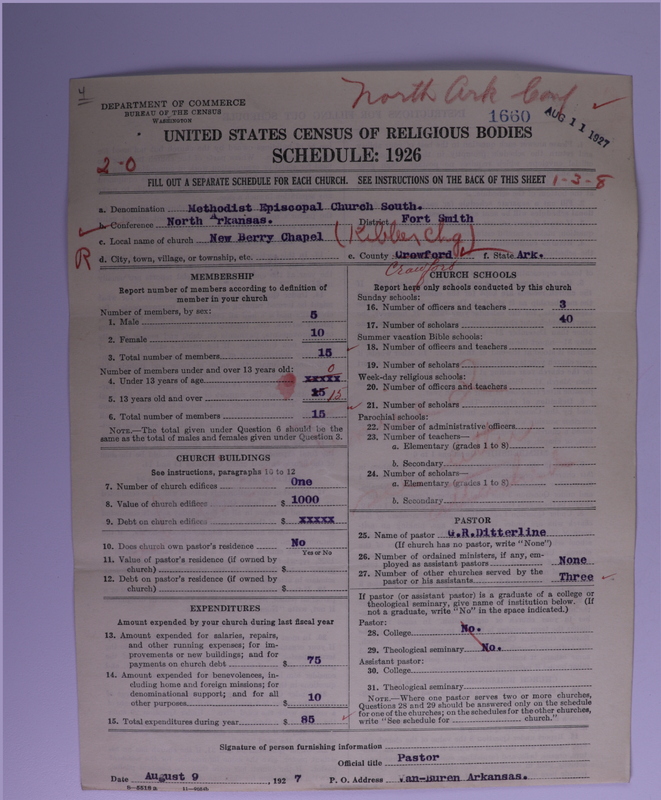 4
North Ark Conf
DEPARTMENT OF COMMERCE
BUREAU OF THE CENSUS
WASHINGTON
1660
AUG 11 1927
UNITED STATES CENSUS OF RELIGIOUS BODIES
SCHEDULE: 1926
2-0
FILL OUT A SEPARATE SCHEDULE FOR EACH CHURCH. SEE INSTRUCTIONS ON THE BACK OF THIS SHEET
1-3-8
a. Denomination Methodist Episcopal Church South.
b. Conference North Arkansas. District Fort Smith
c. Local name of church New Berry Chapel (Kibler Chg)
R
d. City, town, village, or township, etc. e. County Crowford f. State Ark.
Crawford
MEMBERSHIP
Report number of members according to definition of
member in your church
Number of members, by sex:
1. Male 5
2. Female 10
3. Total number of members 15
Number of members under and over 13 years old:
4. Under 13 years of age xxxxx 0
5. 13 years old and over 15 15
6. Total number of members 15
NOTE.—The total given under Question 6 should be the
same as the total of males and females given under Question 3.
CHURCH BUILDINGS
See instructions, paragraphs 10 to 12
7. Number of church edifices One
8. Value of church edifices $ 1000
9. Debt on church edifices $ xxxxx
10. Does church own pastor's residence No
Yes or No
11. Value of pastor's residence (if owned by
church) $
12. Debt on pastor's residence (if owned by
church) $
EXPENDITURES
Amount expended by your church during last fiscal year
13. Amount expended for salaries, repairs,
and other running expenses; for im-
provements or new buildings; and for
payments on church debt $ 75
14. Amount expended for benevolences, in-
cluding home and foreign missions; for
denominational support; and for all
other purposes $ 10
15. Total expenditures during year $ 85
CHURCH SCHOOLS
Report here only schools conducted by this church
Sunday schools:
16. Number of officers and teachers 3
17. Number of scholars 40
Summer vacation Bible schools:
18. Number of officers and teachers
19. Number of scholars
Week-day religious schools:
20. Number of officers and teachers
21. Number of scholars
Parochial schools:
22. Number of administrative officers
23. Number of teachers—
a. Elementary (grades 1 to 8)
b. Secondary
24. Number of scholars—
a. Elementary (grades 1 to 8)
b. Secondary
PASTOR
25. Name of pastor G.R.Ditterline
(If church has no pastor, write "None")
26. Number of ordained ministers, if any, em-
ployed as assistant pastors None
27. Number of other churches served by the
pastor or his assistants Three
If pastor (or assistant pastor) is a graduate of a college or
theological seminary, give name of institution below. (If
not a graduate, write "No" in the space indicated.)
Pastor:
28. College No.
29. Theological seminary No.
Assistant pastor:
30. College
31. Theological seminary
NOTE.—Where one pastor serves two or more churches,
Questions 28 and 29 should be answered only on the schedule
for one of the churches; on the schedules for the other churches,
write "See schedule for church."
Signature of person furnishing information
Official title Pastor
Date August 9, 1927 P. O. Address Van-Buren Arkansas.